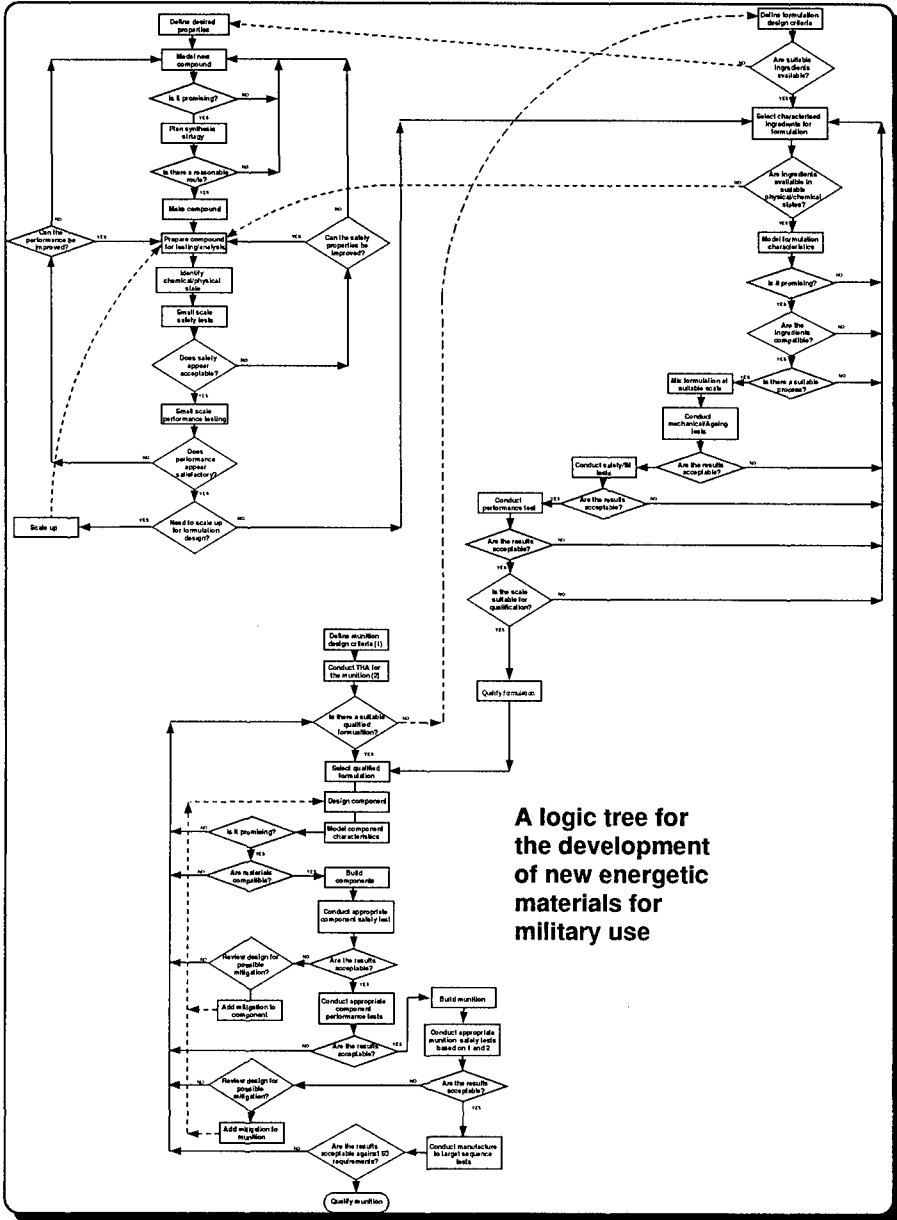 Define desired
properties
Model new
compound
Is it promising?
NO
YES
Plan synthesis
strtagy
Is there a reasonable
route?
NO
YES
Make compound
NO
Can the
performance be
improved?
YES
Prepare compound
for testing/analysis
YES
NO
Can the safety
properties be
improved?
Identify
chemical/physical
state
Small scale
safety tests
Does safety
appear
acceptable?
NO
YES
Small scale
performance testing
Does
performance
appear
satisfactory?
NO
YES
Scale up
YES
Need to scale up
for formulation
design?
NO
Define formulation
design criteria
Are suitable
ingredients
available?
NO
YES
Select characterised
ingredients for
formulation
Are ingredients
available in
suitable
physical/chemical
states?
NO
YES
Model formulation
characteristics
Is it promising?
NO
YES
Are the
ingredients
compatible?
NO
YES
Is there a suitable
process?
NO
YES
Mix formulation at
suitable scale
Conduct
mechanical/Ageing
tests
Are the results
acceptable?
NO
YES
Conduct safety/IM
tests
Are the results
acceptable?
NO
YES
Conduct
performance test
Are the results
acceptable?
NO
YES
Is the scale
suitable for
qualification?
NO
YES
Qualify formulation
Define munition
design criteria (1)
Conduct THA for
the munition (2)
Is there a suitable
qualified
formualtion?
NO
YES
Select qualified
formulation
Design component
Model component
characteristics
Is it promising?
NO
YES
Are materials
compatible?
NO
YES
Build
components
Conduct appropriate
component safety test
Are the results
acceptable?
NO
YES
Review design for
possible
mitigation?
NO
Add mitigation to
component
Conduct appropriate
component
performance tests
Are the results
acceptable?
NO
YES
Build munition
Conduct appropriate
munition safety tests
based on 1 and 2
Are the results
acceptable?
NO
YES
Review design for
possible
mitigation?
NO
Add mitigation to
munition
Conduct manufacture
to target sequence
tests
Are the results
acceptable against S3
requirements?
NO
Qualify munition
A logic tree for
the development
of new energetic
materials for
military use